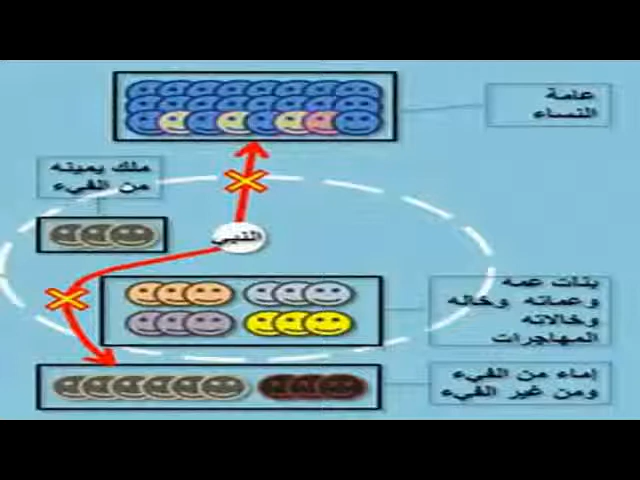 عامة
النساء
ملك يمينه
من الفيء
النبي
بنات عمه
وعماته وخاله
وخالاته
المهاجرات
إماء من الفيء
ومن غير الفيء